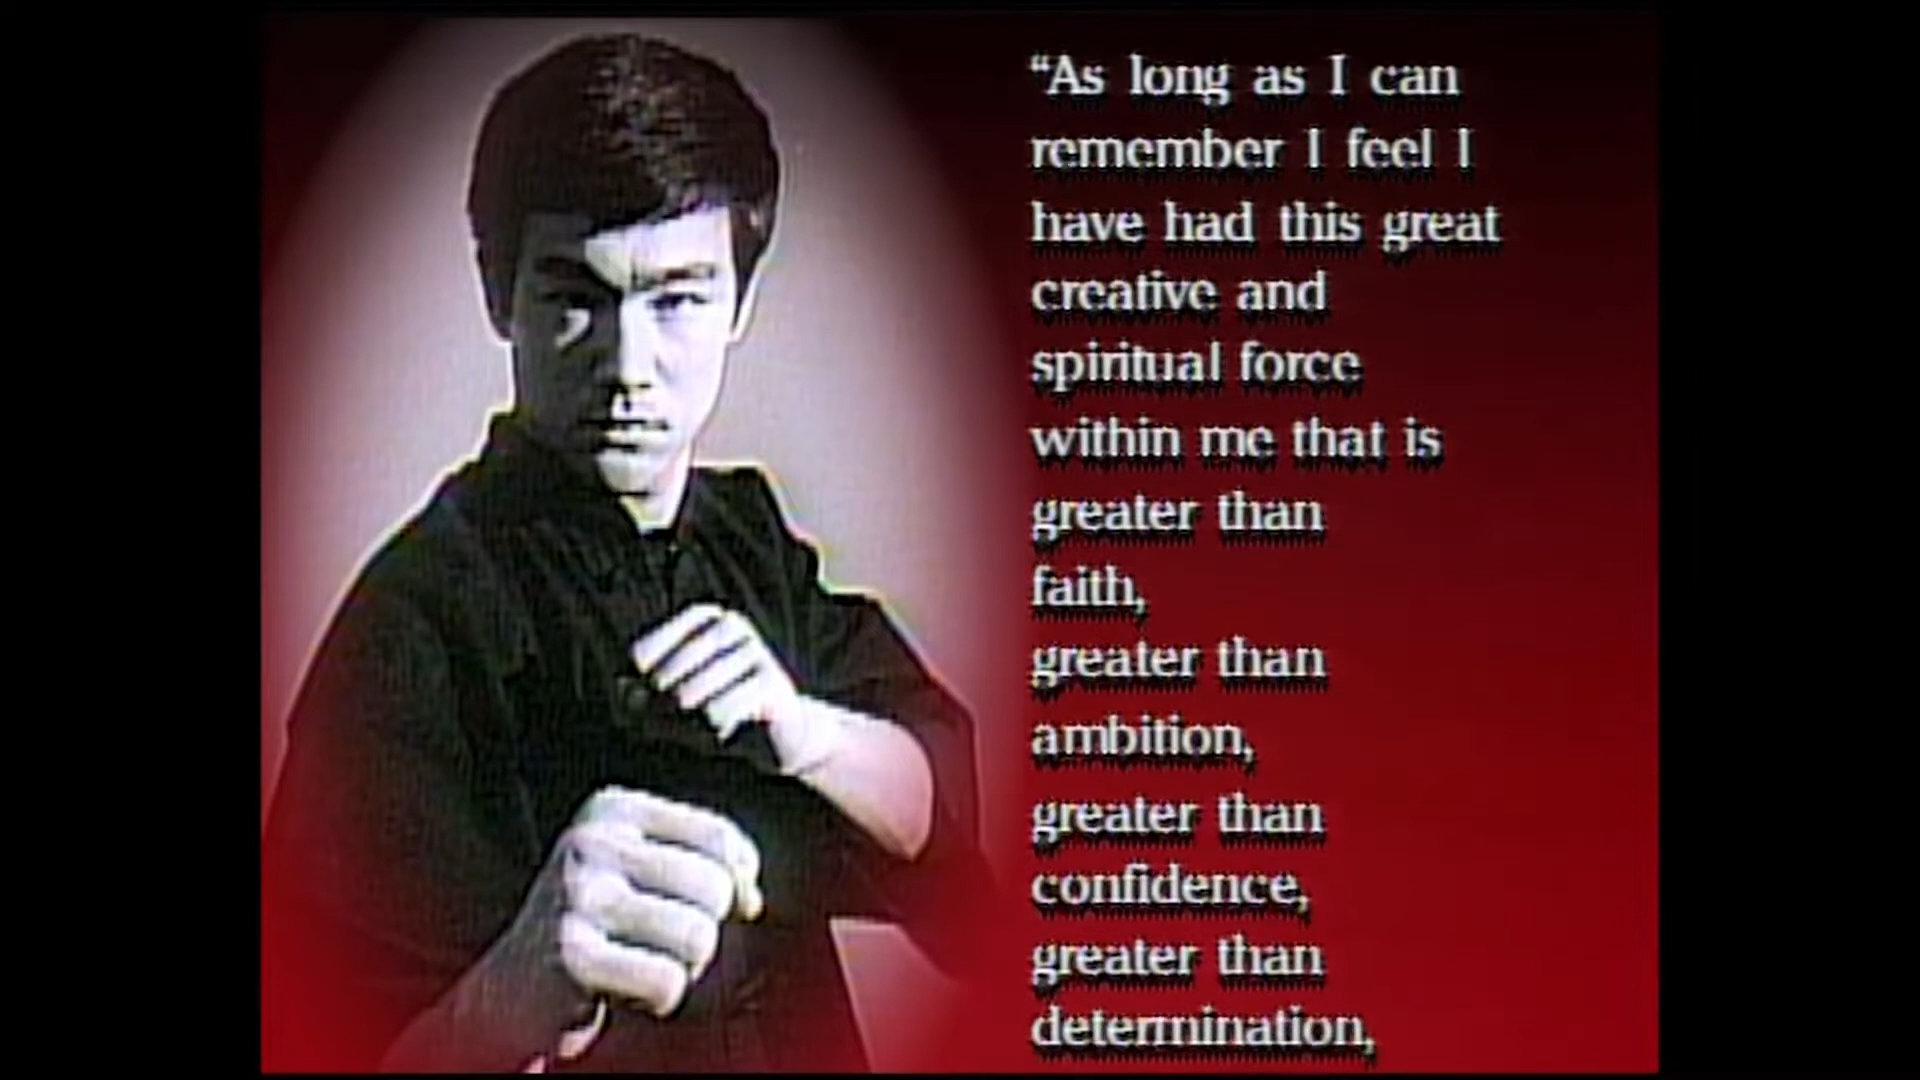 “As long as I can
remember I feel I
have had this great
creative and
spiritual force
within me that is
greater than
faith,
greater than
ambition,
greater than
confidence,
greater than
determination,